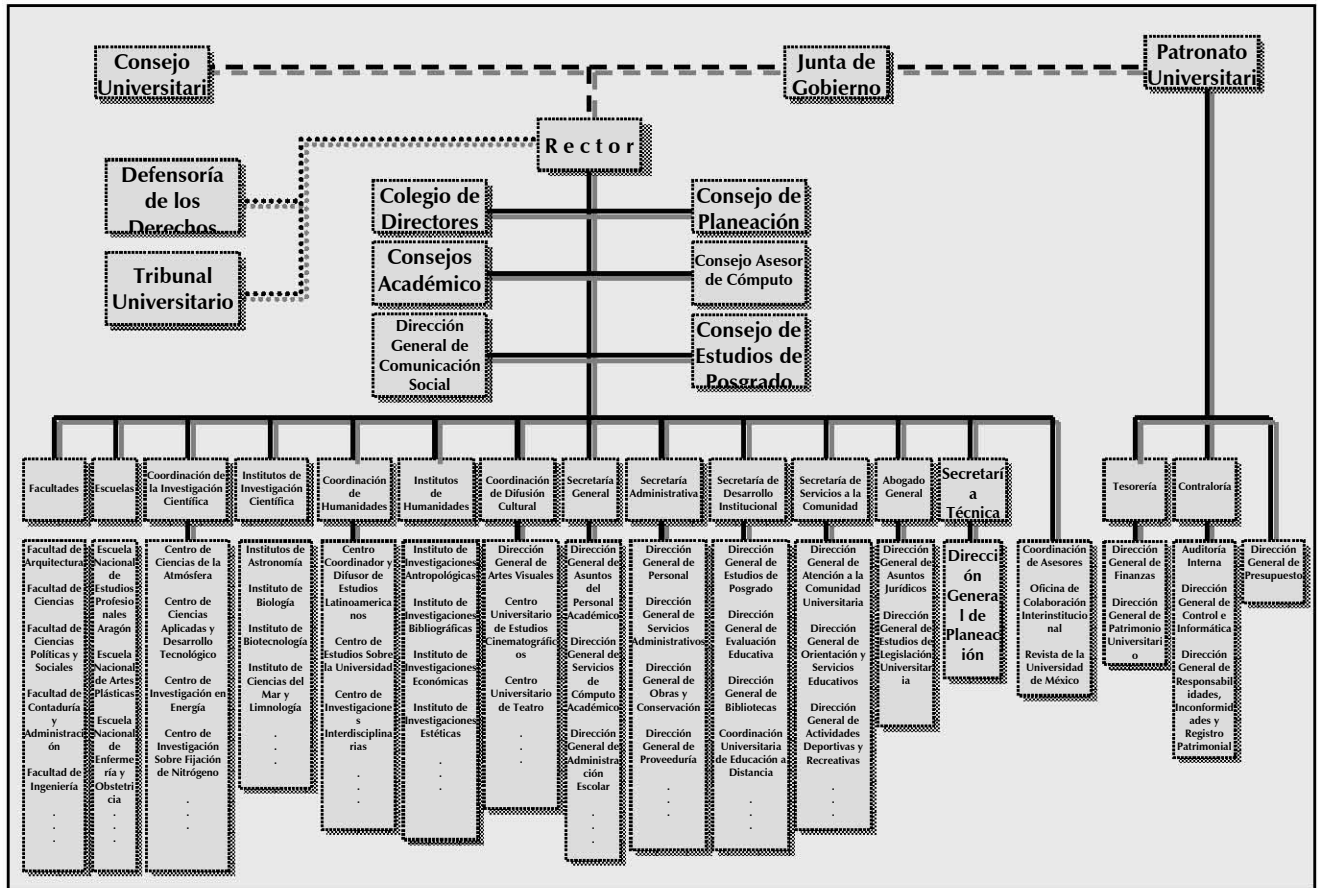 Consejo
Universitari
Junta de
Gobierno
Patronato
Universitari
R e c t o r
Defensoría
de los
Derechos
Tribunal
Universitario
Colegio de
Directores
Consejo de
Planeación
Consejos
Académico
Consejo Asesor
de Cómputo
Dirección
General de
Comunicación
Social
Consejo de
Estudios de
Posgrado
Facultades
Escuelas
Coordinación de
la Investigación
Científica
Institutos de
Investigación
Científica
Coordinación
de
Humanidades
Institutos
de
Humanidades
Coordinación
de Difusión
Cultural
Secretaría
General
Secretaría
Administrativa
Secretaría de
Desarrollo
Institucional
Secretaría de
Servicios a la
Comunidad
Abogado
General
Secretarí
a
Técnica
Tesorería
Contraloría
Facultad de
Arquitectura
Facultad de
Ciencias
Facultad de
Ciencias
Políticas y
Sociales
Facultad de
Contaduría
y
Administraci
ón
Facultad de
Ingeniería
.
.
.
Escuela
Nacional
de
Estudios
Profesio
nales
Aragón
Escuela
Nacional
de Artes
Plásticas
Escuela
Nacional
de
Enferme
ría y
Obstetri
cia
.
.
.
Centro de
Ciencias de la
Atmósfera
Centro de
Ciencias
Aplicadas y
Desarrollo
Tecnológico
Centro de
Investigación en
Energía
Centro de
Investigación
Sobre Fijación
de Nitrógeno
.
.
.
Institutos de
Astronomía
Instituto de
Biología
Instituto de
Biotecnología
Instituto de
Ciencias del
Mar y
Limnología
.
.
.
Centro
Coordinador y
Difusor de
Estudios
Latinoamerica
nos
Centro de
Estudios Sobre
la Universidad
Centro de
Investigacione
s
Interdisciplina
rias
.
.
.
Instituto de
Investigaciones
Antropológicas
Instituto de
Investigaciones
Bibliográficas
Instituto de
Investigaciones
Económicas
Instituto de
Investigaciones
Estéticas
.
.
.
Dirección
General de
Artes Visuales
Centro
Universitario
de Estudios
Cinematográfic
os
Centro
Universitario
de Teatro
.
.
.
Dirección
General de
Asuntos
del
Personal
Académico
Dirección
General de
Servicios
de
Cómputo
Académico
Dirección
General de
Administra
ción
Escolar
.
.
.
Dirección
General de
Personal
Dirección
General de
Servicios
Administrativos
Dirección
General de
Obras y
Conservación
Dirección
General de
Proveeduría
.
.
.
Dirección
General de
Estudios de
Posgrado
Dirección
General de
Evaluación
Educativa
Dirección
General de
Bibliotecas
Coordinación
Universitaria
de Educación a
Distancia
.
.
.
Dirección
General de
Atención a la
Comunidad
Universitaria
Dirección
General de
Orientación y
Servicios
Educativos
Dirección
General de
Actividades
Deportivas y
Recreativas
.
.
.
Dirección
General de
Asuntos
Jurídicos
Dirección
General de
Estudios de
Legislación
Universitar
ia
Direcci
ón
Genera
l de
Planeac
ión
Coordinación
de Asesores
Oficina de
Colaboración
Interinstitucio
nal
Revista de la
Universidad
de México
Dirección
General de
Finanzas
Dirección
General de
Patrimonio
Universitari
o
Auditoría
Interna
Dirección
General de
Control e
Informática
Dirección
General de
Responsabil
idades,
Inconformid
ades y
Registro
Patrimonial
Dirección
General de
Presupuesto